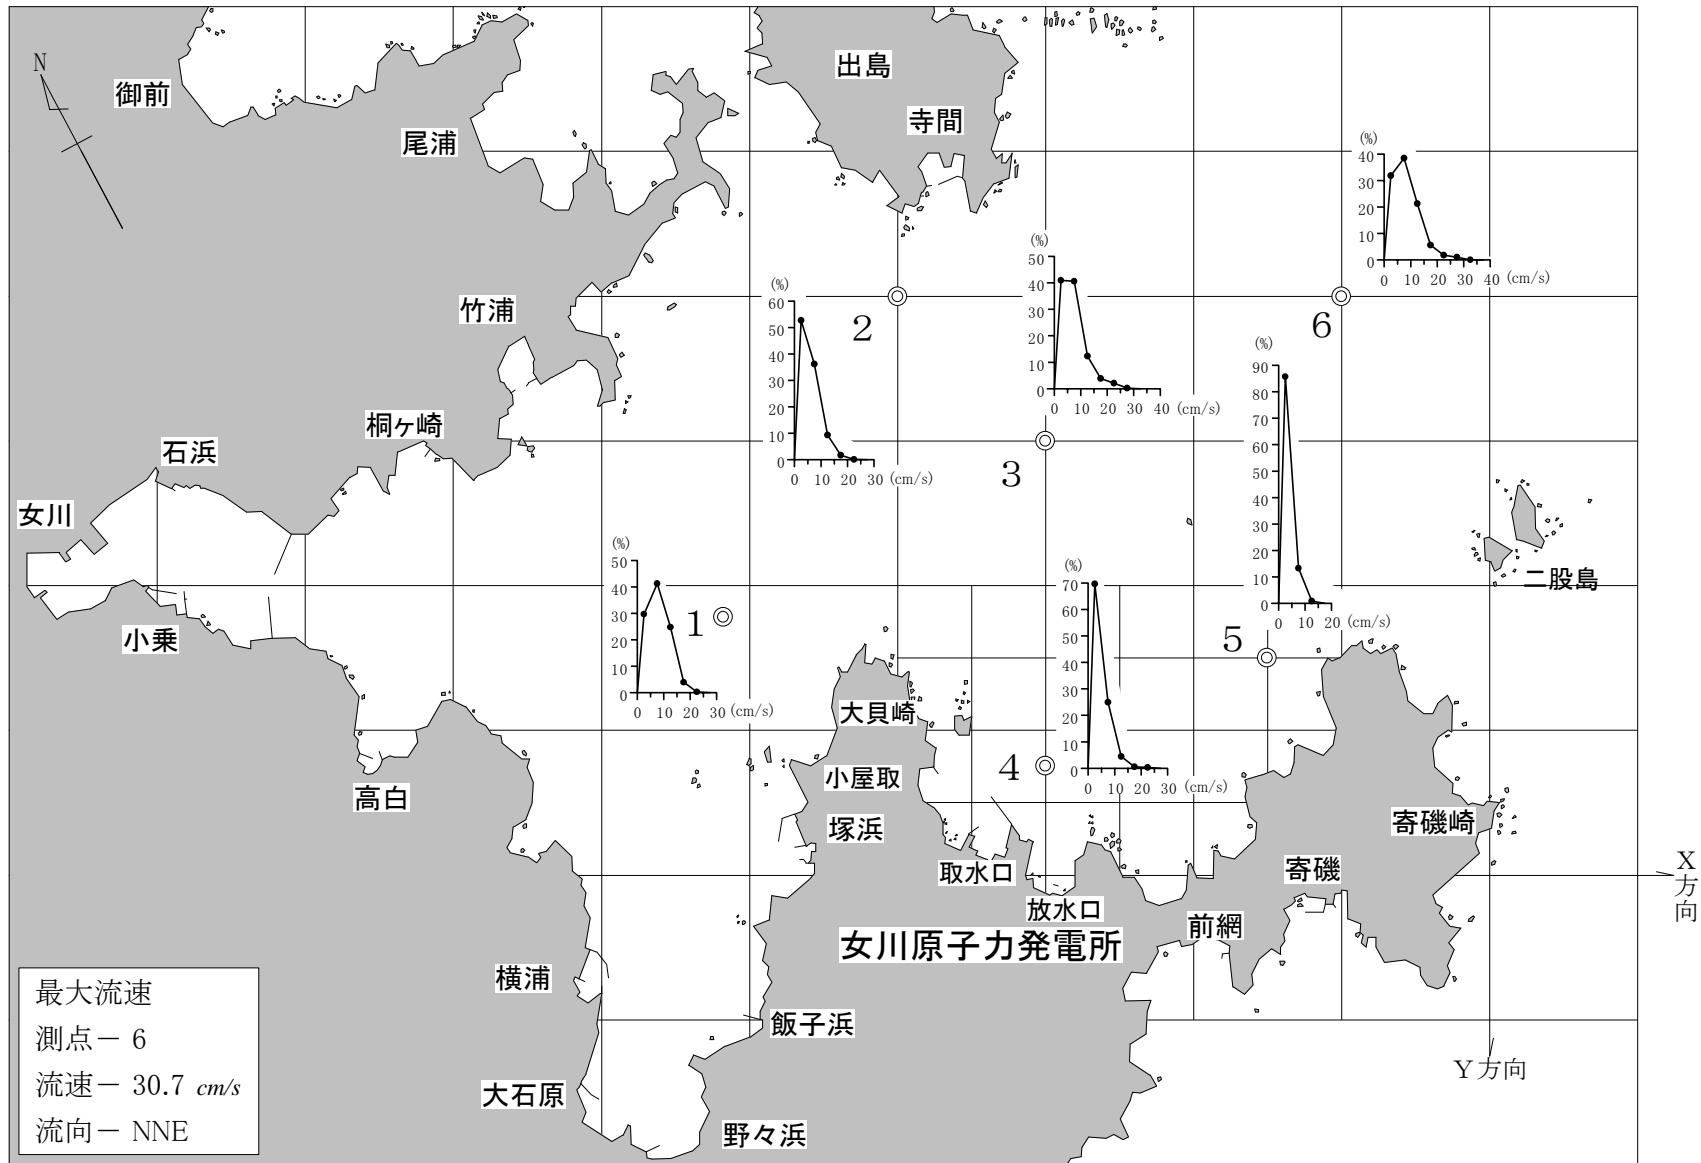 N
御前
尾浦
出島
寺間
竹浦
桐ヶ崎
石浜
女川
小乗
高白
横浦
大石原
野々浜
飯子浜
塚浜
小屋取
大貝崎
取水口
放水口
女川原子力発電所
前網
寄磯
寄磯崎
二股島
X方向
Y方向
1
(%)
50
40
30
20
10
0
0 10 20 30 (cm/s)
2
(%)
60
50
40
30
20
10
0
0 10 20 30 (cm/s)
3
(%)
50
40
30
20
10
0
0 10 20 30 40 (cm/s)
4
(%)
70
60
50
40
30
20
10
0
0 10 20 30 (cm/s)
5
(%)
90
80
70
60
50
40
30
20
10
0
0 10 20 (cm/s)
6
(%)
40
30
20
10
0
0 10 20 30 40 (cm/s)
最大流速
測点－ 6
流速－ 30.7 cm/s
流向－ NNE